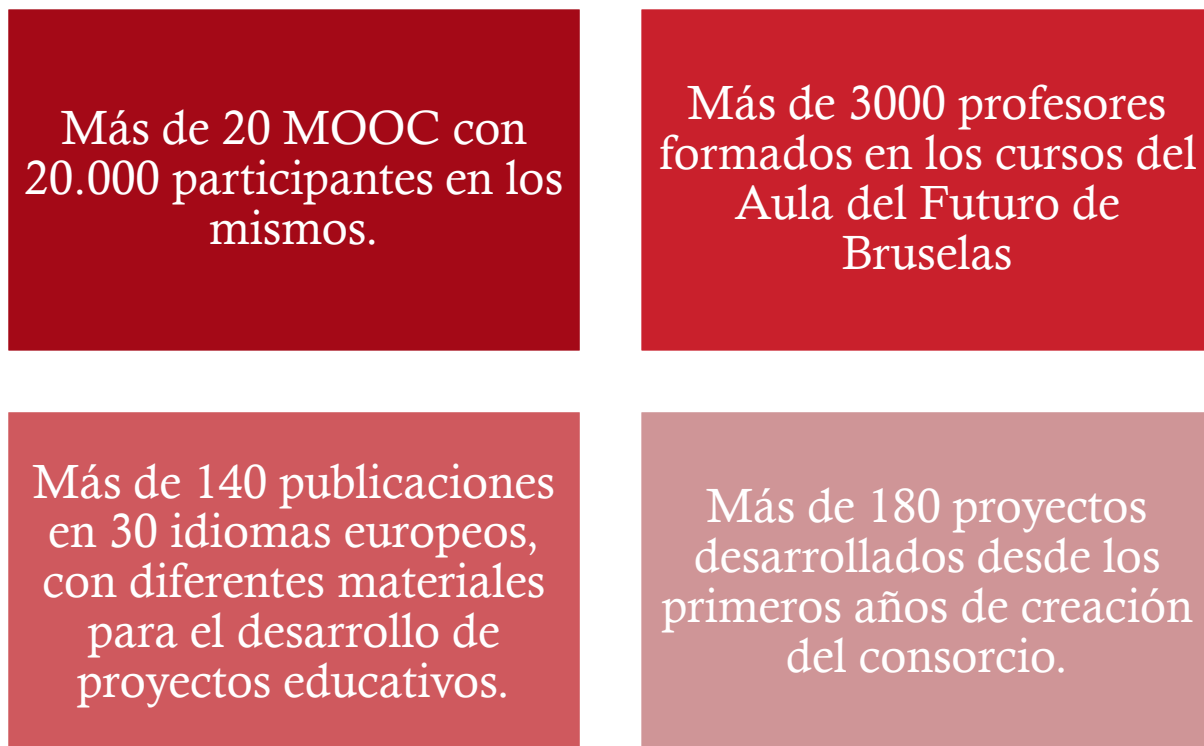 Más de 20 MOOC con
20.000 participantes en los
mismos.
Más de 3000 profesores
formados en los cursos del
Aula del Futuro de
Bruselas
Más de 140 publicaciones
en 30 idiomas europeos,
con diferentes materiales
para el desarrollo de
proyectos educativos.
Más de 180 proyectos
desarrollados desde los
primeros años de creación
del consorcio.